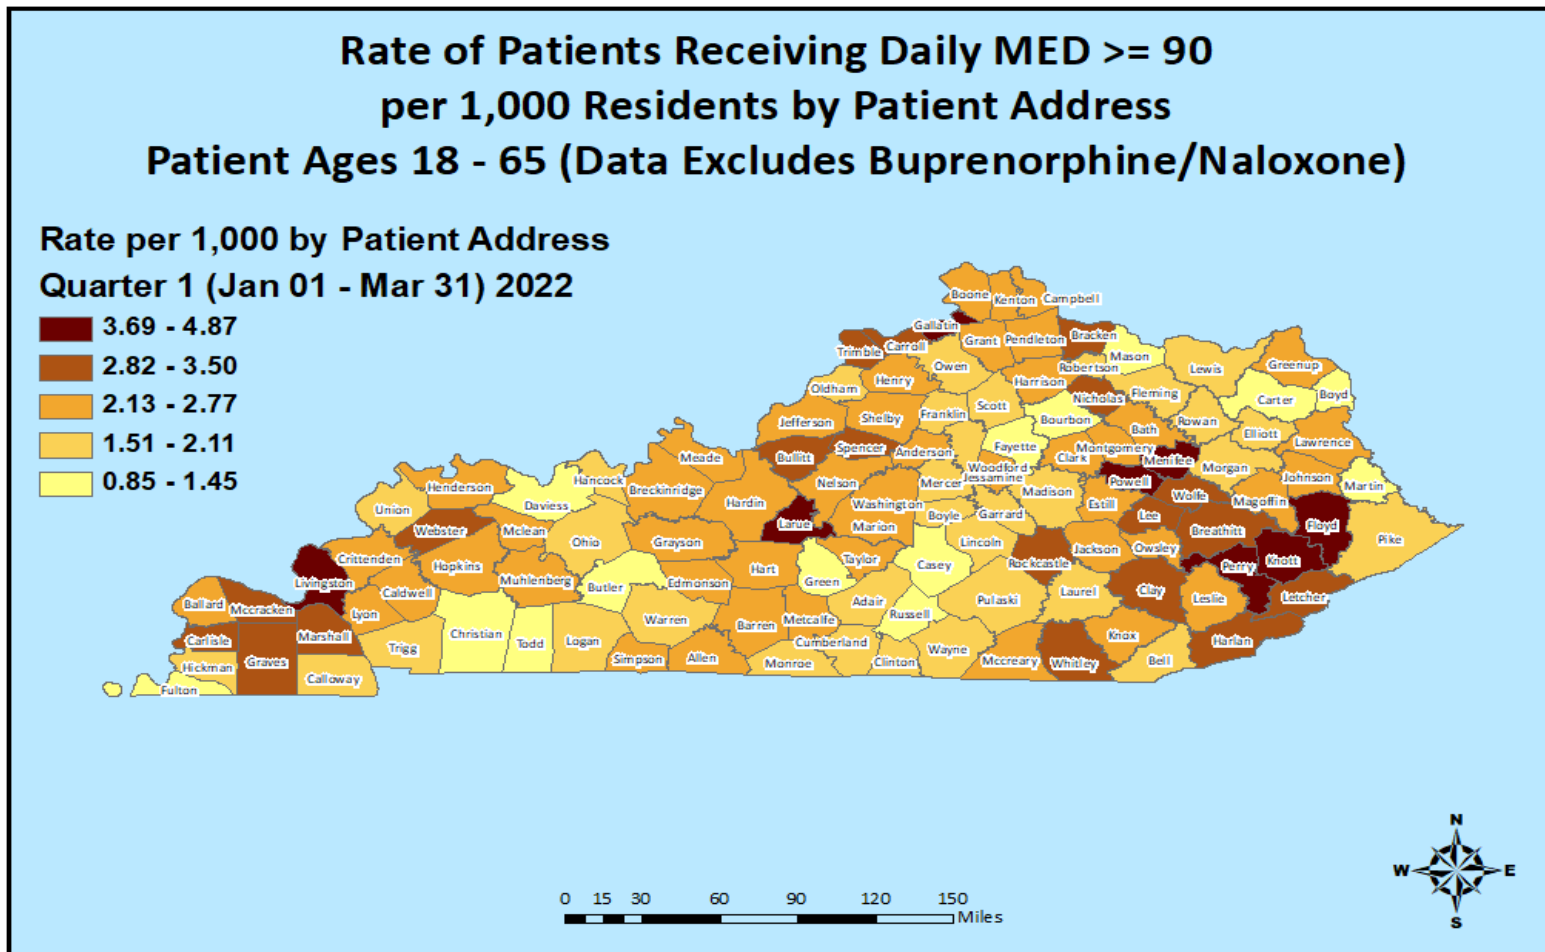 Rate of Patients Receiving Daily MED >= 90
per 1,000 Residents by Patient Address
Patient Ages 18 - 65 (Data Excludes Buprenorphine/Naloxone)
Rate per 1,000 by Patient Address
Quarter 1 (Jan 01 - Mar 31) 2022
3.69 - 4.87
2.82 - 3.50
2.13 - 2.77
1.51 - 2.11
0.85 - 1.45
Boone
Kenton
Campbell
Gallatin
Carroll
Trimble
Grant
Pendleton
Bracken
Mason
Robertson
Lewis
Greenup
Owen
Oldham
Henry
Harrison
Nicholas
Fleming
Carter
Boyd
Jefferson
Shelby
Franklin
Scott
Bourbon
Rowan
Bath
Elliott
Lawrence
Bullitt
Spencer
Anderson
Fayette
Clark
Montgomery
Menifee
Morgan
Meade
Woodford
Jessamine
Hancock
Breckinridge
Nelson
Mercer
Madison
Powell
Wolfe
Magoffin
Johnson
Martin
Henderson
Daviess
Hardin
Washington
Boyle
Garrard
Estill
Lee
Union
Webster
Mclean
Ohio
Grayson
Larue
Marion
Lincoln
Breathitt
Floyd
Pike
Crittenden
Hopkins
Muhlenberg
Butler
Edmonson
Hart
Green
Taylor
Casey
Rockcastle
Jackson
Owsley
Perry
Knott
Livingston
Caldwell
Lyon
Ballard
Mccracken
Warren
Barren
Metcalfe
Adair
Russell
Pulaski
Laurel
Clay
Leslie
Letcher
Carlisle
Marshall
Graves
Hickman
Fulton
Calloway
Trigg
Christian
Todd
Logan
Simpson
Allen
Monroe
Cumberland
Clinton
Wayne
Mccreary
Whitley
Knox
Bell
Harlan
N
W E
S
0 15 30 60 90 120 150
Miles